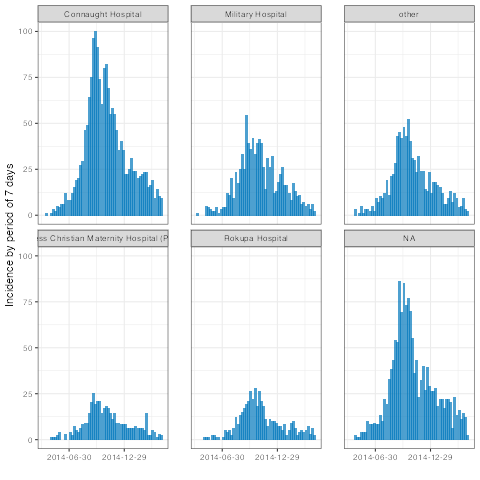 Connaught Hospital
Military Hospital
other
100
75
50
25
0
Incidence by period of 7 days
ess Christian Maternity Hospital (P
Rokupa Hospital
NA
100
75
50
25
0
2014-06-30
2014-12-29
2014-06-30
2014-12-29
2014-06-30
2014-12-29